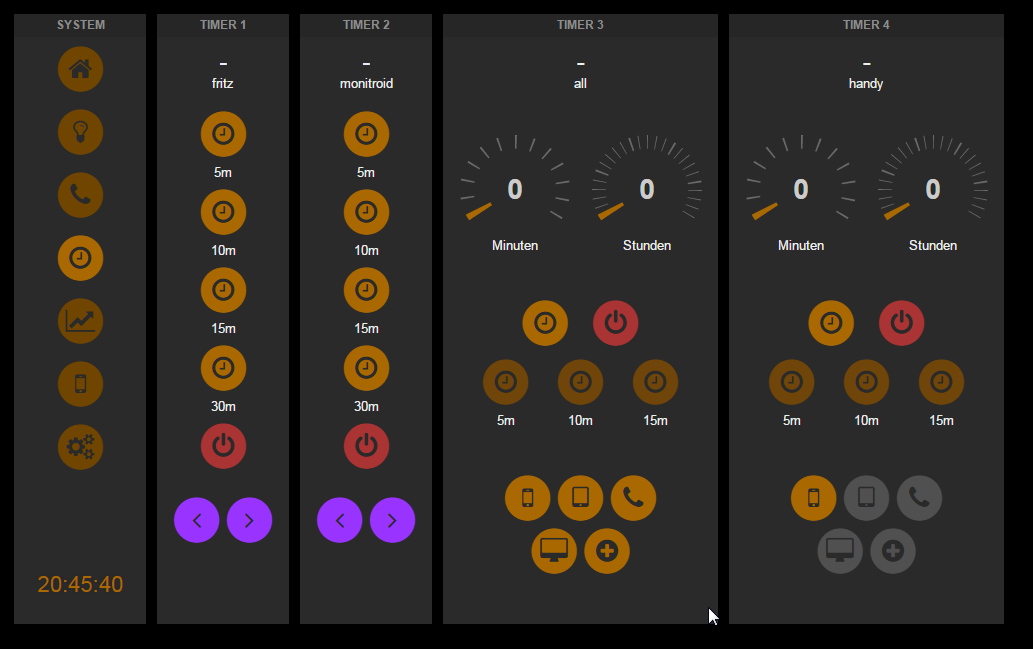 SYSTEM
20:45:40
TIMER 1
-
fritz
5m
10m
15m
30m
TIMER 2
-
monitroid
5m
10m
15m
30m
TIMER 3
-
all
0 0
Minuten Stunden
5m 10m 15m
TIMER 4
-
handy
0 0
Minuten Stunden
5m 10m 15m